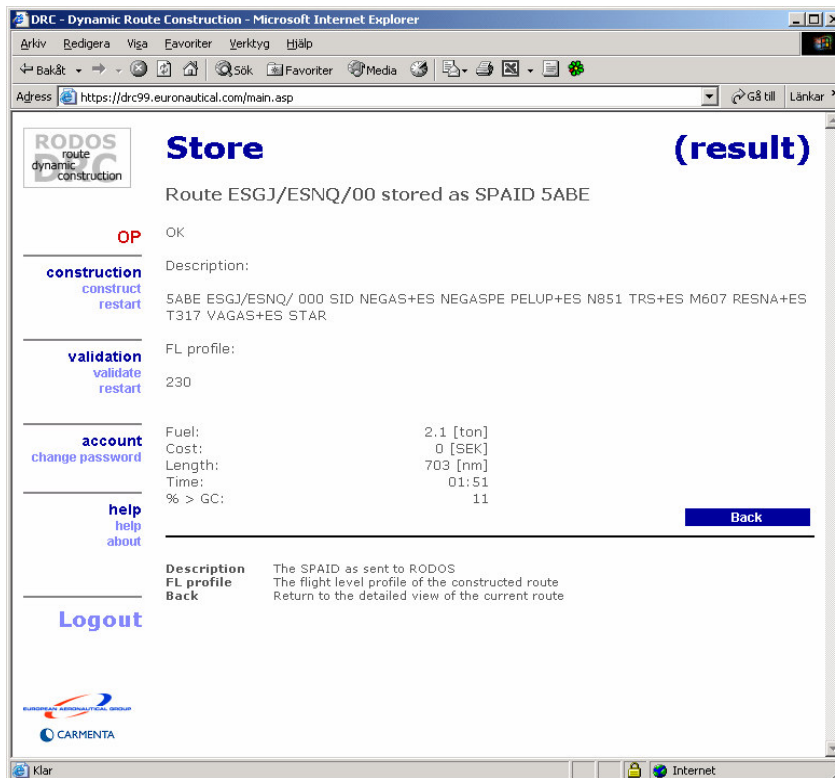 DRC - Dynamic Route Construction - Microsoft Internet Explorer
Arkiv Redigera Visa Favoriter Verktyg Hjälp
Bakåt Sök Favoriter Media
Adress https://drc99.euronautical.com/main.asp Gå till Länkar
RODOS
route
dynamic
DRC
construction
Store (result)
Route ESGJ/ESNQ/00 stored as SPAID 5ABE
OP
OK
construction
construct
restart
Description:
5ABE ESGJ/ESNQ/ 000 SID NEGAS+ES NEGASPE PELUP+ES N851 TRS+ES M607 RESNA+ES
T317 VAGAS+ES STAR
validation
validate
restart
FL profile:
230
account
change password
Fuel: 2.1 [ton]
Cost: 0 [SEK]
Length: 703 [nm]
Time: 01:51
% > GC: 11
help
help
about
Back
Description The SPAID as sent to RODOS
FL profile The flight level profile of the constructed route
Back Return to the detailed view of the current route
Logout
EUROPEAN AERONAUTICAL GROUP
CARMENTA
Klar Internet